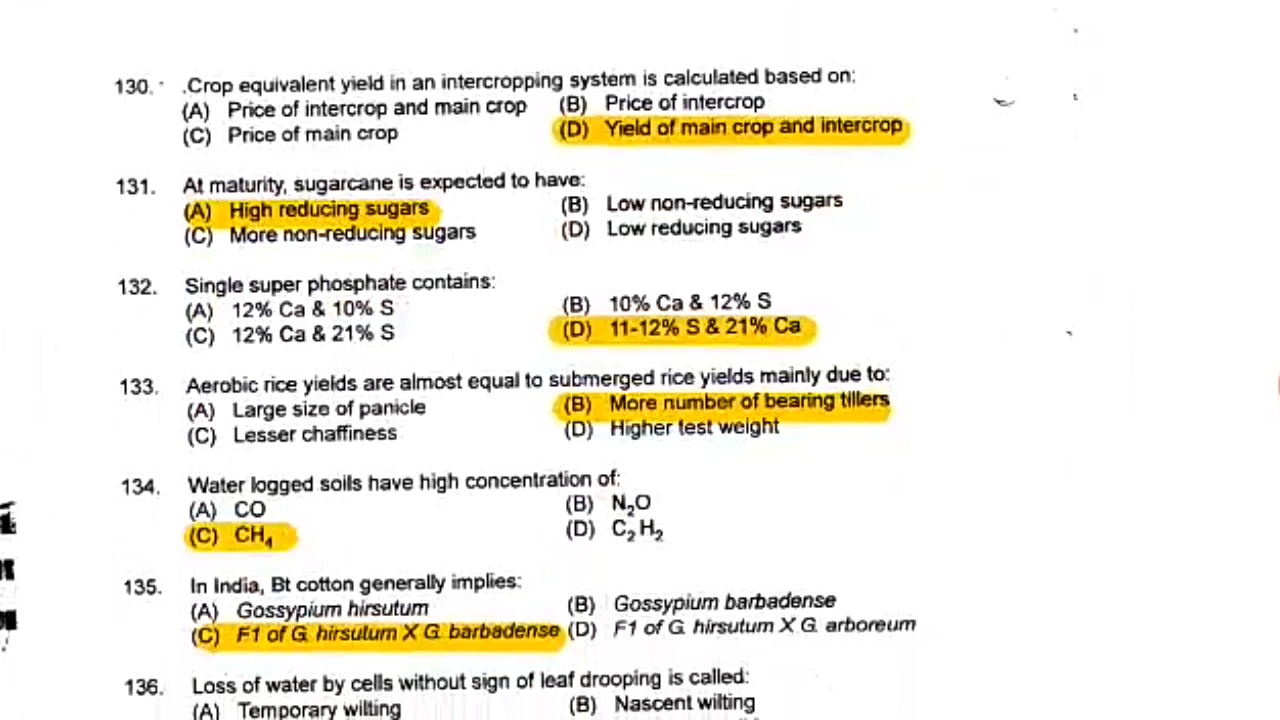 130. .Crop equivalent yield in an intercropping system is calculated based on:
(A) Price of intercrop and main crop (B) Price of intercrop
(C) Price of main crop (D) Yield of main crop and intercrop
131. At maturity, sugarcane is expected to have:
(A) High reducing sugars (B) Low non-reducing sugars
(C) More non-reducing sugars (D) Low reducing sugars
132. Single super phosphate contains:
(A) 12% Ca & 10% S (B) 10% Ca & 12% S
(C) 12% Ca & 21% S (D) 11-12% S & 21% Ca
133. Aerobic rice yields are almost equal to submerged rice yields mainly due to:
(A) Large size of panicle (B) More number of bearing tillers
(C) Lesser chaffiness (D) Higher test weight
134. Water logged soils have high concentration of:
(A) CO (B) N₂O
(C) CH₄ (D) C₂H₂
135. In India, Bt cotton generally implies:
(A) Gossypium hirsutum (B) Gossypium barbadense
(C) F1 of G. hirsutum X G. barbadense (D) F1 of G. hirsutum X G. arboreum
136. Loss of water by cells without sign of leaf drooping is called:
(A) Temporary wilting (B) Nascent wilting